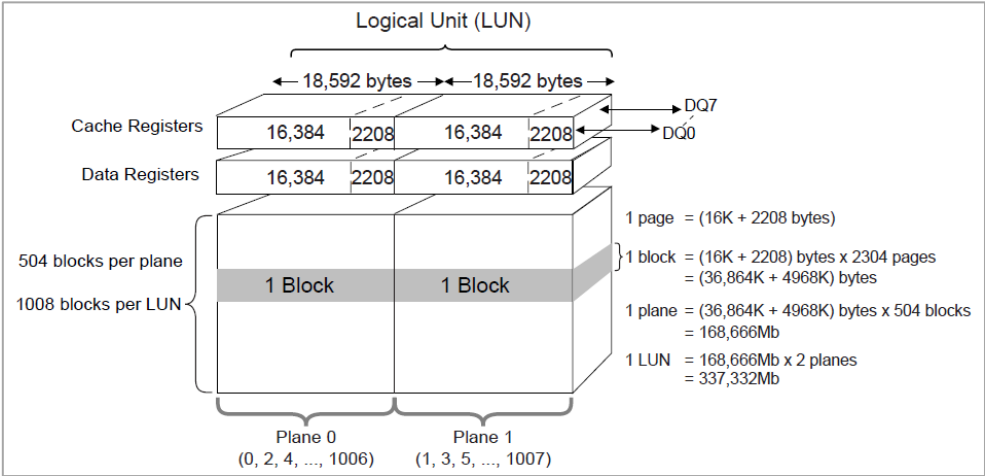 Logical Unit (LUN)
18,592 bytes 18,592 bytes
DQ7
DQ0
Cache Registers 16,384 2208 16,384 2208
Data Registers 16,384 2208 16,384 2208
1 page = (16K + 2208 bytes)
504 blocks per plane
1008 blocks per LUN
1 Block 1 Block
1 block = (16K + 2208) bytes x 2304 pages
= (36,864K + 4968K) bytes
1 plane = (36,864K + 4968K) bytes x 504 blocks
= 168,666Mb
1 LUN = 168,666Mb x 2 planes
= 337,332Mb
Plane 0
(0, 2, 4, ..., 1006)
Plane 1
(1, 3, 5, ..., 1007)